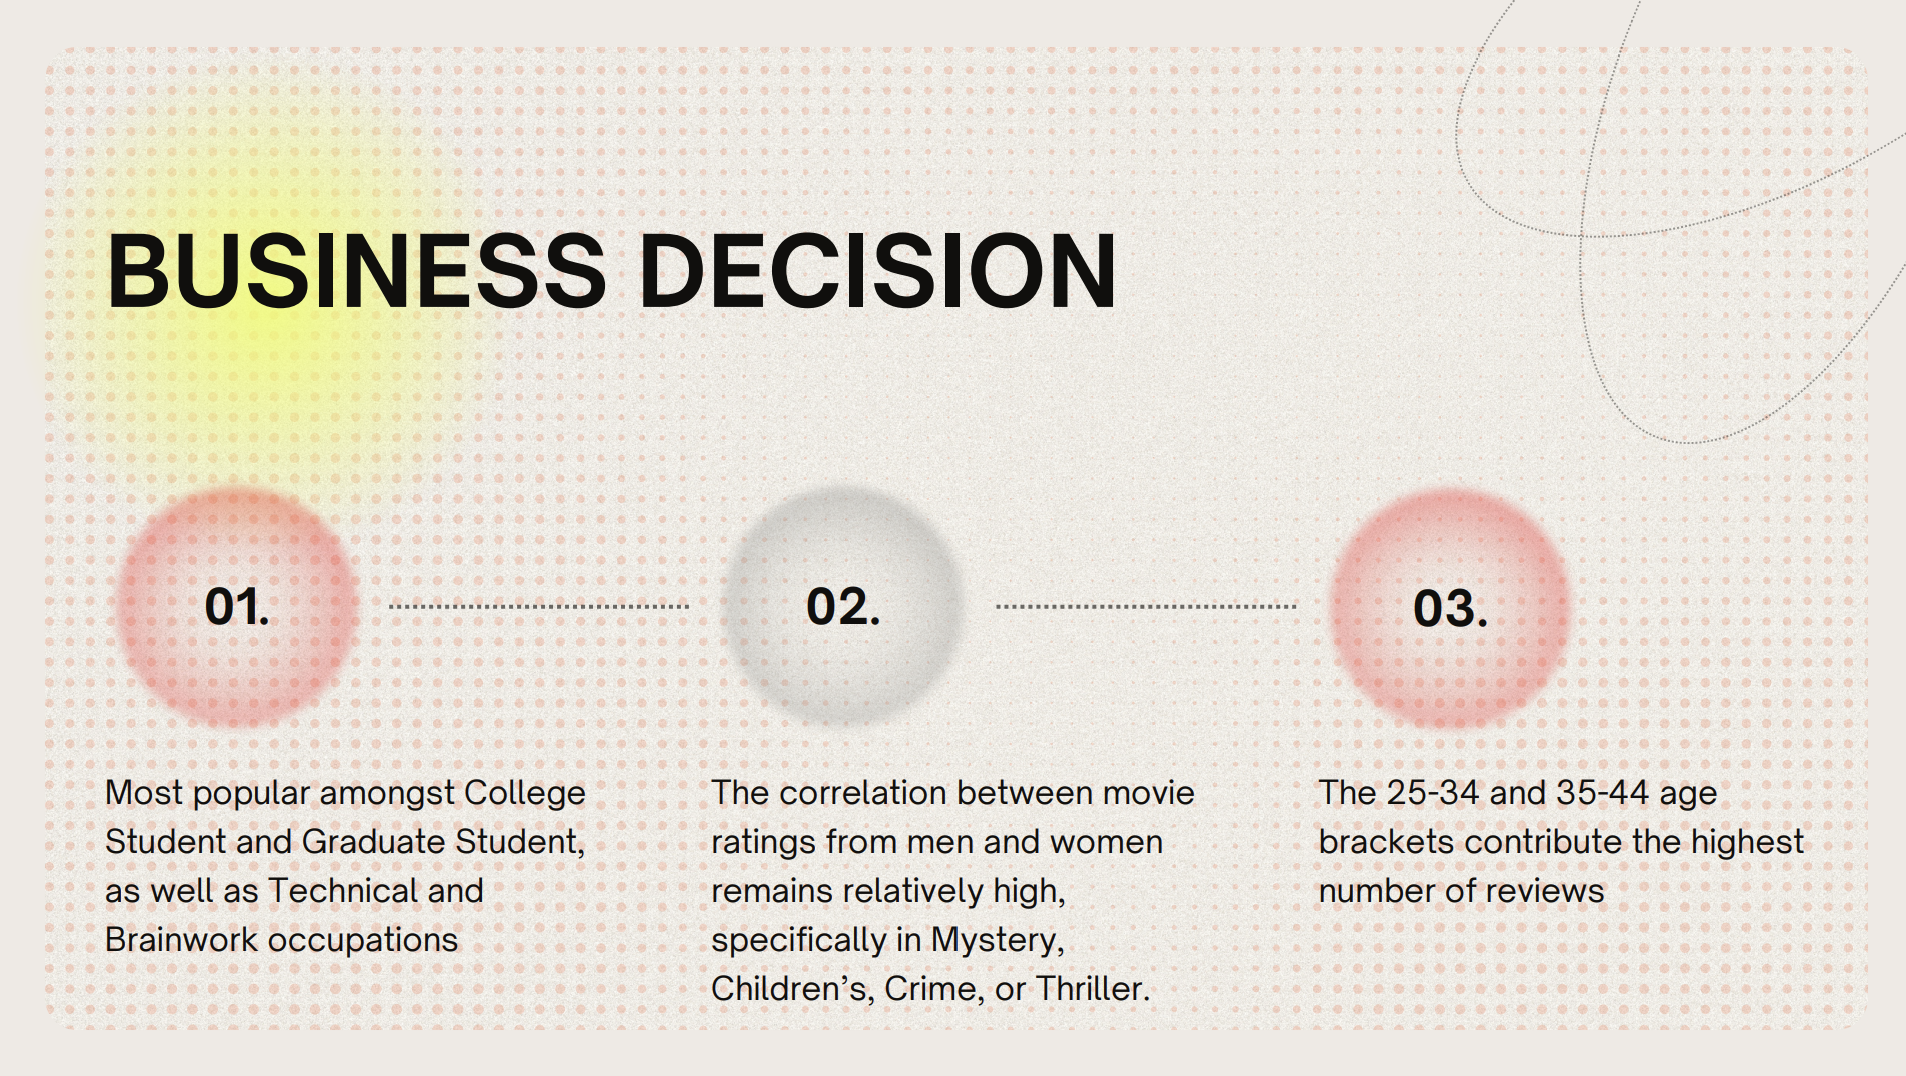 BUSINESS DECISION
01.
02.
03.
Most popular amongst College
Student and Graduate Student,
as well as Technical and
Brainwork occupations
The correlation between movie
ratings from men and women
remains relatively high,
specifically in Mystery,
Children’s, Crime, or Thriller.
The 25-34 and 35-44 age
brackets contribute the highest
number of reviews